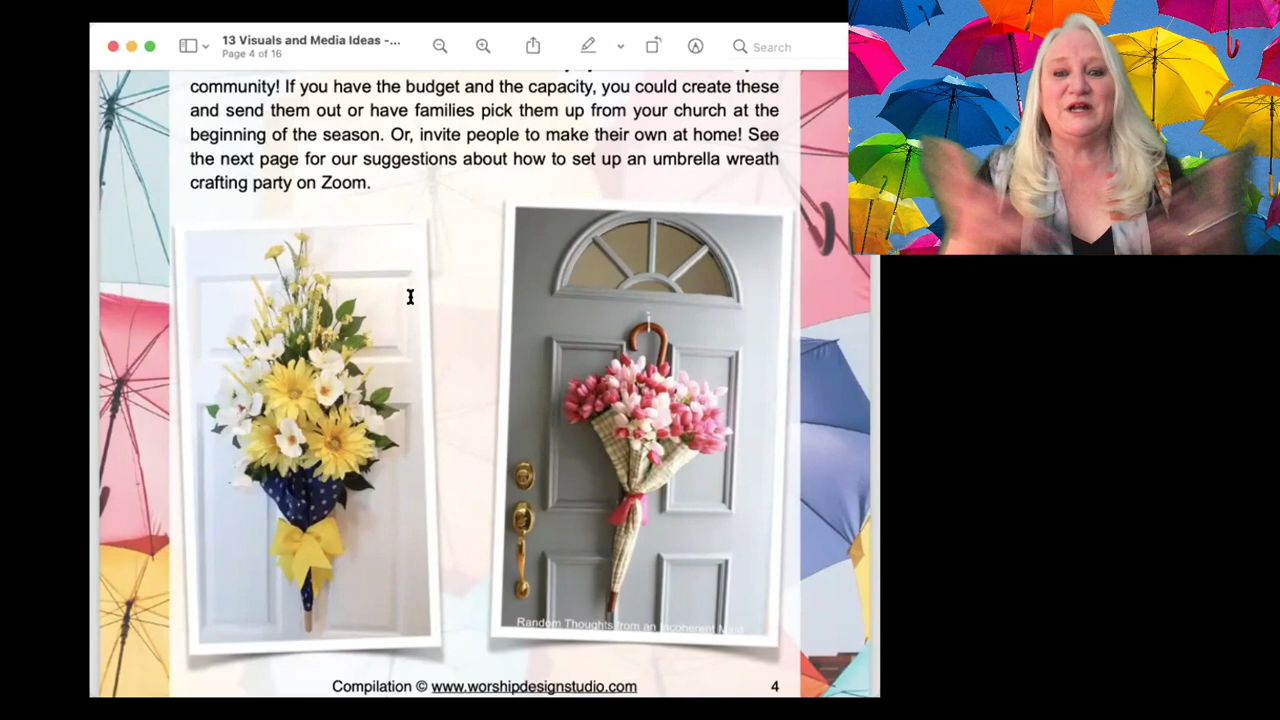 13 Visuals and Media Ideas -...
Page 4 of 16
Search
community! If you have the budget and the capacity, you could create these
and send them out or have families pick them up from your church at the
beginning of the season. Or, invite people to make their own at home! See
the next page for our suggestions about how to set up an umbrella wreath
crafting party on Zoom.
Random Thoughts from an Incoherent Mind
Compilation © www.worshipdesignstudio.com
4